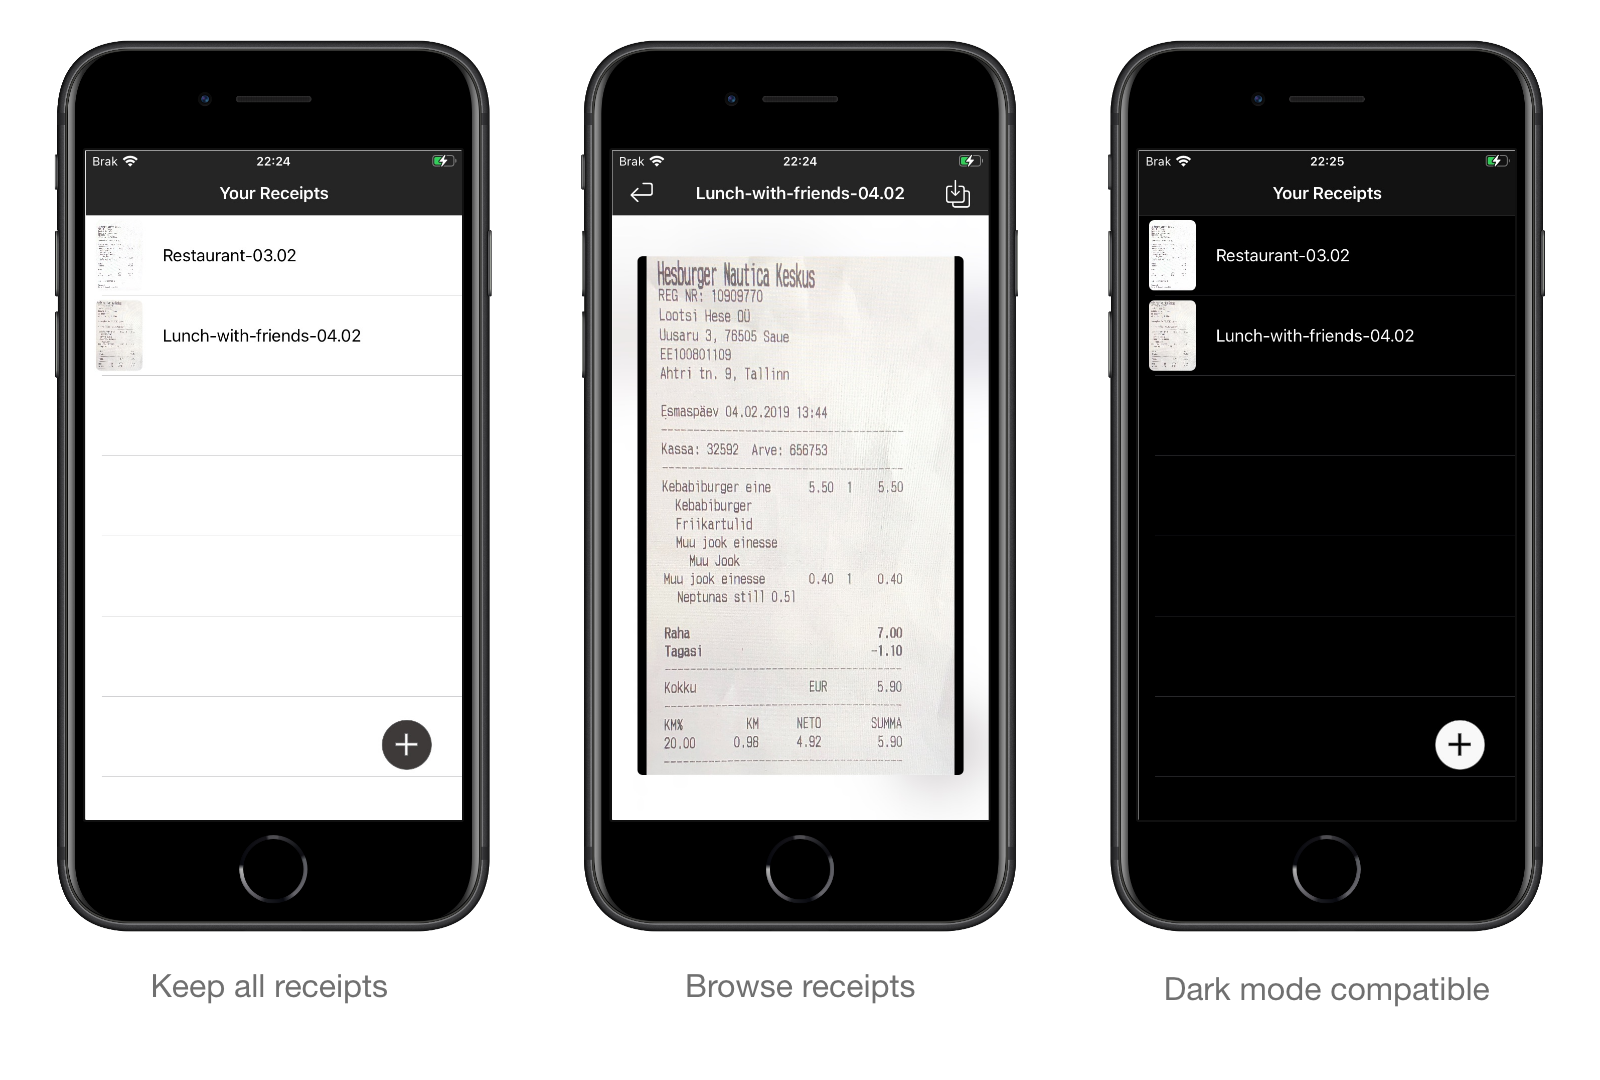 Brak 22:24
Your Receipts
Restaurant-03.02
Lunch-with-friends-04.02
Keep all receipts
Brak 22:24
Lunch-with-friends-04.02
Hesburger Nautica Keskus
REG NR: 10909770
Lootsi Hese OÜ
Uusaru 3, 76505 Saue
EE100801109
Ahtri tn. 9, Tallinn
Esmaspäev 04.02.2019 13:44
Kassa: 32592 Arve: 656753
Kebabiburger eine 5.50 1 5.50
Kebabiburger
Friikartulid
Muu jook einesse
Muu Jook
Muu jook einesse 0.40 1 0.40
Neptunas still 0.5l
Raha 7.00
Tagasi -1.10
Kokku EUR 5.90
KM% KM NETO SUMMA
20.00 0.98 4.92 5.90
Browse receipts
Brak 22:25
Your Receipts
Restaurant-03.02
Lunch-with-friends-04.02
Dark mode compatible